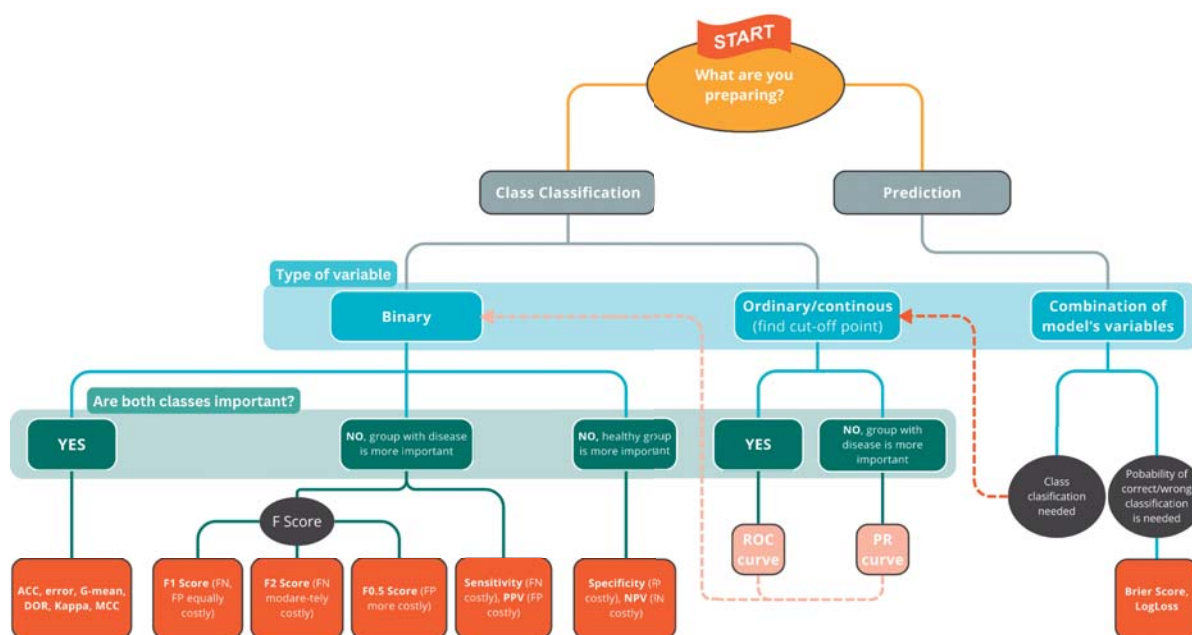 START
What are you
preparing?
Class Classification
Prediction
Type of variable
Binary
Ordinary/continous
(find cut-off point)
Combination of
model's variables
Are both classes important?
YES
NO, group with disease
is more important
NO, healthy group
is more important
YES
NO, group with
disease is more
important
Class
clasification
needed
Pobability of
correct/wrong
classification
is needed
F Score
ROC
curve
PR
curve
ACC, error, G-mean,
DOR, Kappa, MCC
F1 Score (FN,
FP equally
costly)
F2 Score (FN
modare-tely
costly)
F0.5 Score (FP
more costly)
Sensitivity (FN
costly), PPV (FP
costly)
Specificity (FP
costly), NPV (FN
costly)
Brier Score,
LogLoss